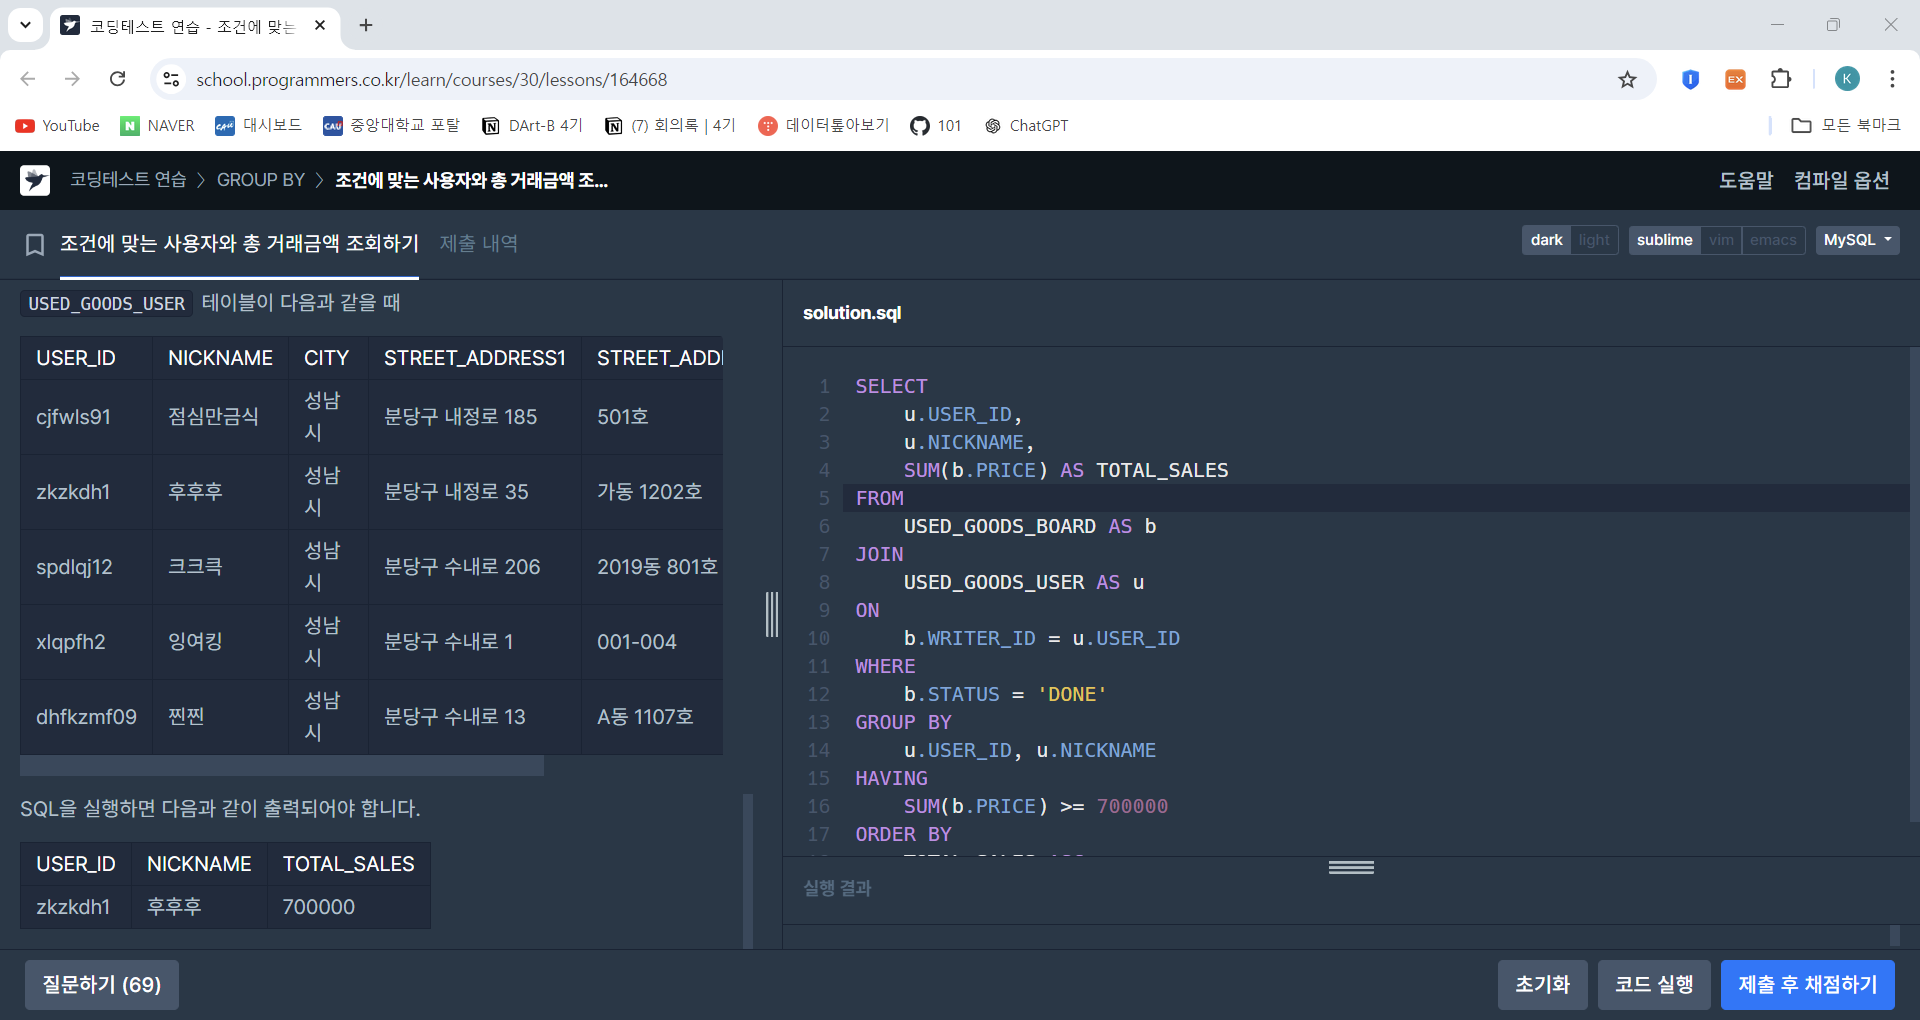 코딩테스트 연습 - 조건에 맞는
school.programmers.co.kr/learn/courses/30/lessons/164668
EX
K
YouTube
N NAVER
CAU 대시보드
CAU 중앙대학교 포탈
DArt-B 4기
(7) 회의록 | 4기
데이터톺아보기
101
ChatGPT
모든 북마크
코딩테스트 연습 > GROUP BY > 조건에 맞는 사용자와 총 거래금액 조...
도움말 컴파일 옵션
조건에 맞는 사용자와 총 거래금액 조회하기 제출 내역
dark light sublime vim emacs MySQL
USED_GOODS_USER 테이블이 다음과 같을 때
USER_ID NICKNAME CITY STREET_ADDRESS1 STREET_ADD
cjfwls91 점심만금식 성남시 분당구 내정로 185 501호
zkzkdh1 후후후 성남시 분당구 내정로 35 가동 1202호
spdlqj12 크크큭 성남시 분당구 수내로 206 2019동 801호
xlqpfh2 잉여킹 성남시 분당구 수내로 1 001-004
dhfkzmf09 찐찐 성남시 분당구 수내로 13 A동 1107호
SQL을 실행하면 다음과 같이 출력되어야 합니다.
USER_ID NICKNAME TOTAL_SALES
zkzkdh1 후후후 700000
solution.sql
1 SELECT
2 u.USER_ID,
3 u.NICKNAME,
4 SUM(b.PRICE) AS TOTAL_SALES
5 FROM
6 USED_GOODS_BOARD AS b
7 JOIN
8 USED_GOODS_USER AS u
9 ON
10 b.WRITER_ID = u.USER_ID
11 WHERE
12 b.STATUS = 'DONE'
13 GROUP BY
14 u.USER_ID, u.NICKNAME
15 HAVING
16 SUM(b.PRICE) >= 700000
17 ORDER BY
실행 결과
질문하기 (69)
초기화 코드 실행 제출 후 채점하기